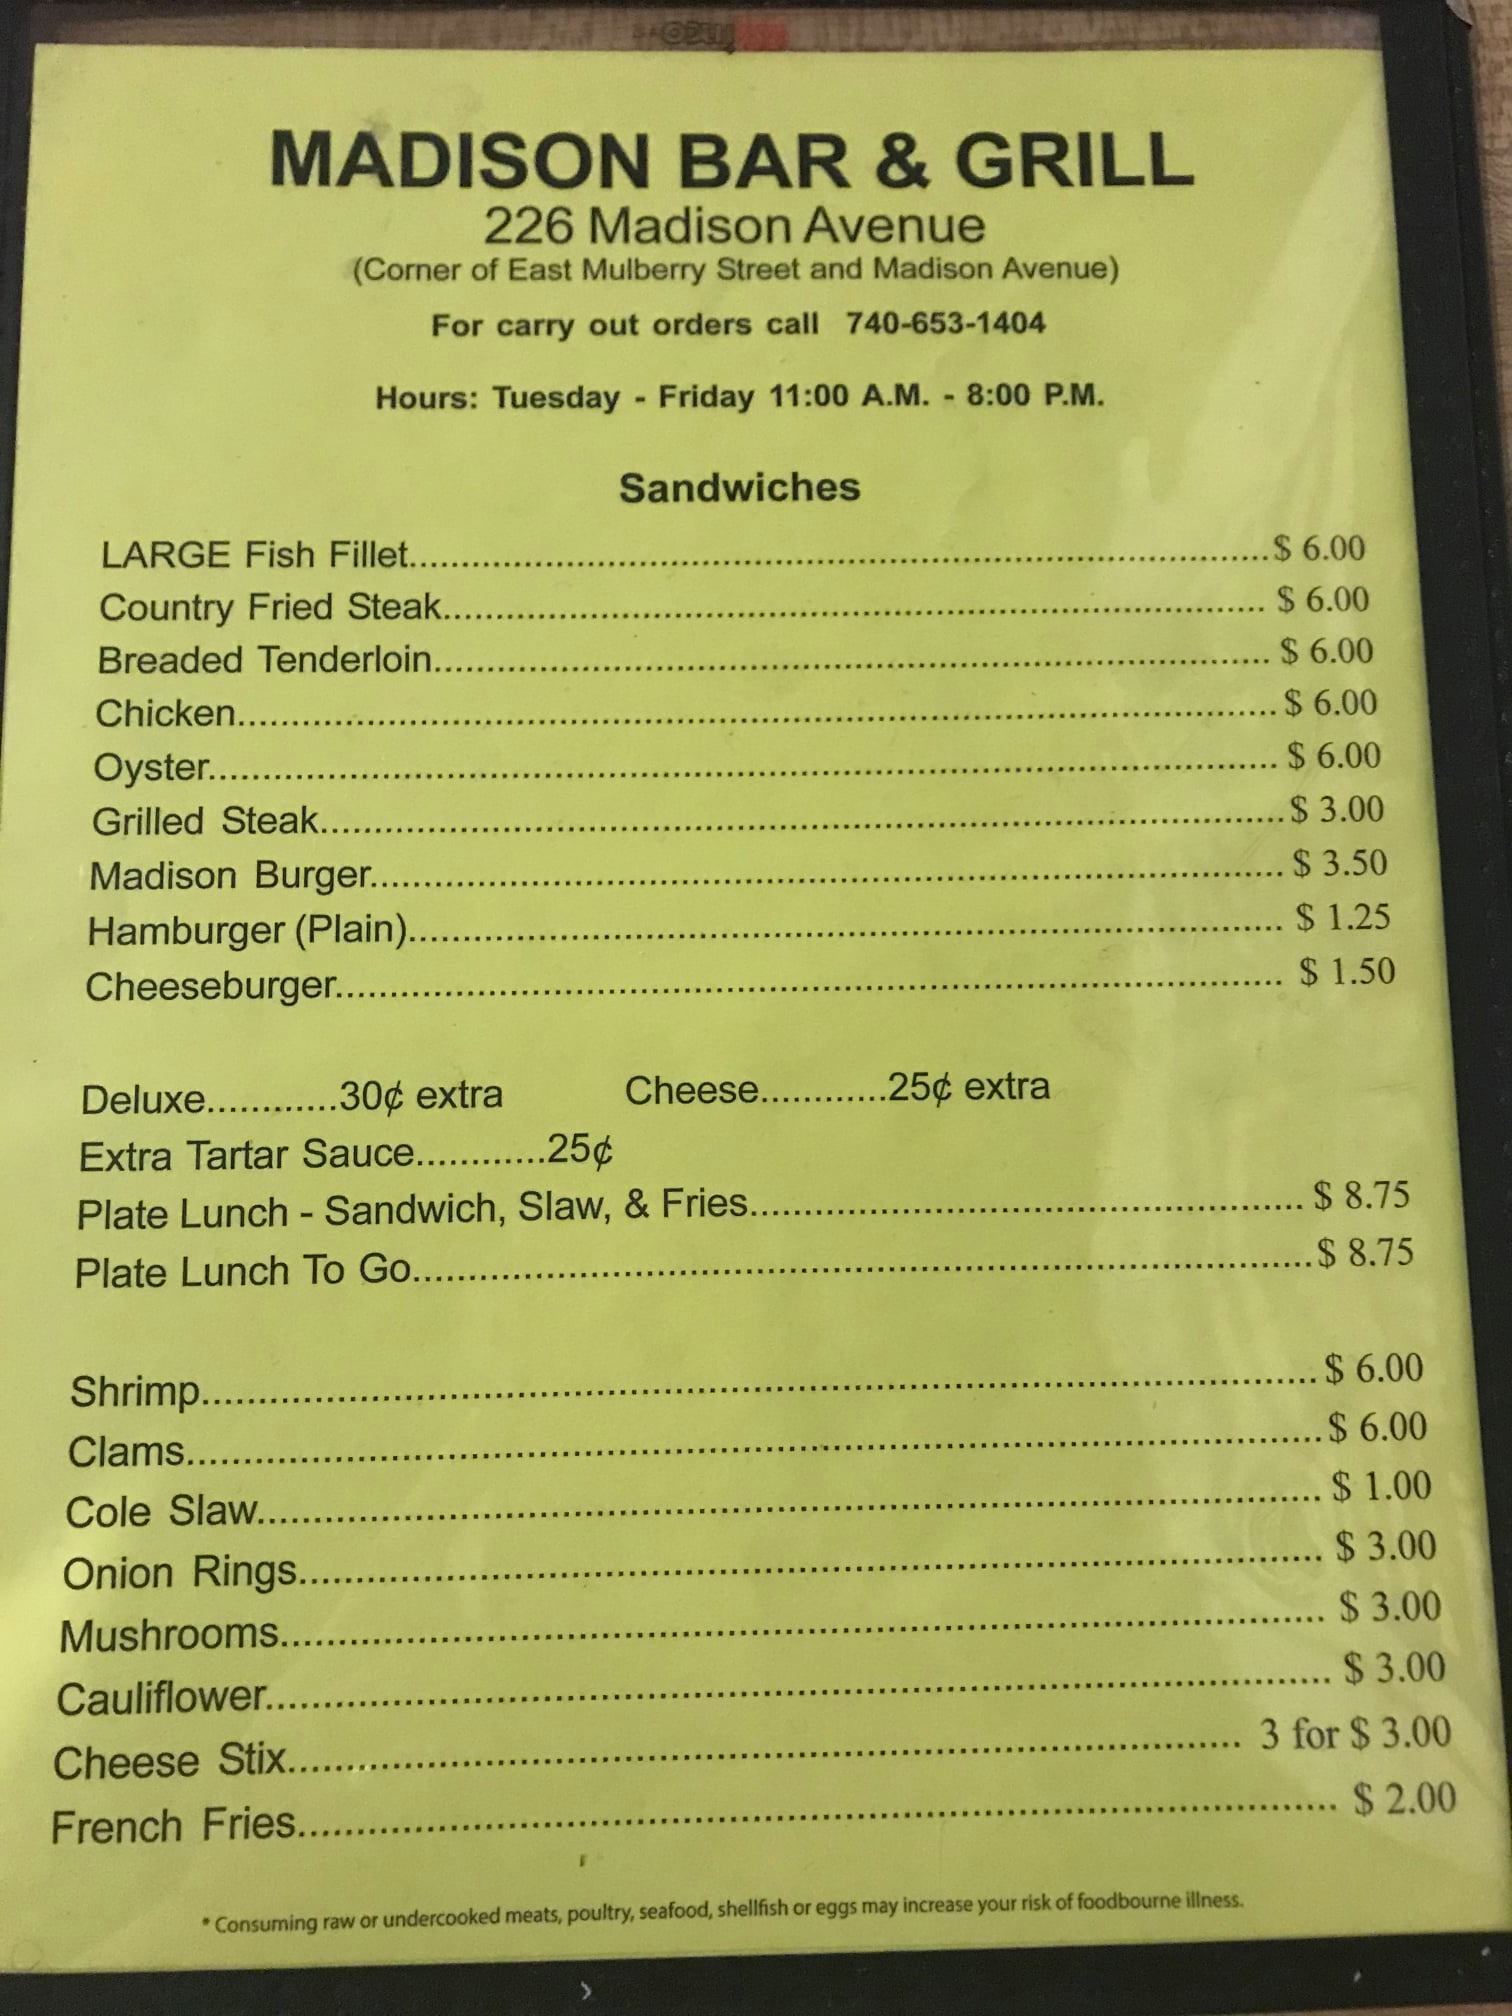 MADISON BAR & GRILL
226 Madison Avenue
(Corner of East Mulberry Street and Madison Avenue)
For carry out orders call 740-653-1404
Hours: Tuesday - Friday 11:00 A.M. - 8:00 P.M.
Sandwiches
LARGE Fish Fillet.......... $ 6.00
Country Fried Steak.......... $ 6.00
Breaded Tenderloin.......... $ 6.00
Chicken.......... $ 6.00
Oyster.......... $ 6.00
Grilled Steak.......... $ 3.00
Madison Burger.......... $ 3.50
Hamburger (Plain).......... $ 1.25
Cheeseburger.......... $ 1.50
Deluxe............30¢ extra Cheese............25¢ extra
Extra Tartar Sauce............25¢
Plate Lunch - Sandwich, Slaw, & Fries.......... $ 8.75
Plate Lunch To Go.......... $ 8.75
Shrimp.......... $ 6.00
Clams.......... $ 6.00
Cole Slaw.......... $ 1.00
Onion Rings.......... $ 3.00
Mushrooms.......... $ 3.00
Cauliflower.......... $ 3.00
Cheese Stix.......... 3 for $ 3.00
French Fries.......... $ 2.00
* Consuming raw or undercooked meats, poultry, seafood, shellfish or eggs may increase your risk of foodbourne illness.